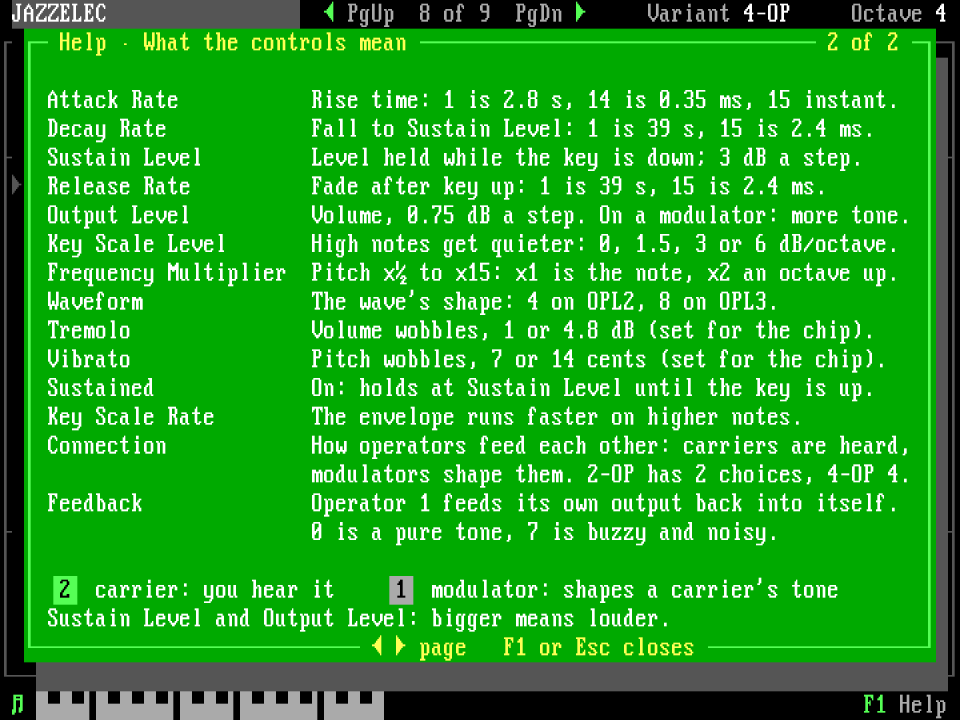 JAZZELEC ◄ PgUp 8 of 9 PgDn ► Variant 4-OP Octave 4
Help · What the controls mean 2 of 2
Attack Rate Rise time: 1 is 2.8 s, 14 is 0.35 ms, 15 instant.
Decay Rate Fall to Sustain Level: 1 is 39 s, 15 is 2.4 ms.
Sustain Level Level held while the key is down; 3 dB a step.
Release Rate Fade after key up: 1 is 39 s, 15 is 2.4 ms.
Output Level Volume, 0.75 dB a step. On a modulator: more tone.
Key Scale Level High notes get quieter: 0, 1.5, 3 or 6 dB/octave.
Frequency Multiplier Pitch x½ to x15: x1 is the note, x2 an octave up.
Waveform The wave's shape: 4 on OPL2, 8 on OPL3.
Tremolo Volume wobbles, 1 or 4.8 dB (set for the chip).
Vibrato Pitch wobbles, 7 or 14 cents (set for the chip).
Sustained On: holds at Sustain Level until the key is up.
Key Scale Rate The envelope runs faster on higher notes.
Connection How operators feed each other: carriers are heard,
modulators shape them. 2-OP has 2 choices, 4-OP 4.
Feedback Operator 1 feeds its own output back into itself.
0 is a pure tone, 7 is buzzy and noisy.
2 carrier: you hear it 1 modulator: shapes a carrier's tone
Sustain Level and Output Level: bigger means louder.
◄ ► page F1 or Esc closes
♬ F1 Help